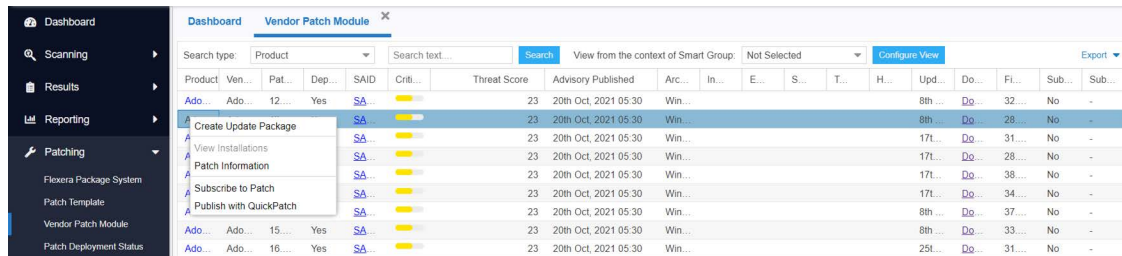 Dashboard
Scanning
Results
Reporting
Patching
Flexera Package System
Patch Template
Vendor Patch Module
Patch Deployment Status
Dashboard Vendor Patch Module
Search type: Product Search text.... Search View from the context of Smart Group: Not Selected Configure View Export
Product Ven... Pat... Dep... SAID Criti... Threat Score Advisory Published Arc... In... E... S... T... H... Upd... Do... Fi... Sub... Sub...
Ado... Ado... 12.... Yes SA... 23 20th Oct, 2021 05:30 Win... 8th ... Do... 32.... No -
SA... 23 20th Oct, 2021 05:30 Win... 8th ... Do... 28.... No -
SA... 23 20th Oct, 2021 05:30 Win... 17t... Do... 31.... No -
SA... 23 20th Oct, 2021 05:30 Win... 17t... Do... 28.... No -
SA... 23 20th Oct, 2021 05:30 Win... 17t... Do... 38.... No -
SA... 23 20th Oct, 2021 05:30 Win... 17t... Do... 34.... No -
SA... 23 20th Oct, 2021 05:30 Win... 8th ... Do... 37.... No -
Ado... Ado... 15.... Yes SA... 23 20th Oct, 2021 05:30 Win... 8th ... Do... 33.... No -
Ado... Ado... 16.... Yes SA... 23 20th Oct, 2021 05:30 Win... 25t... Do... 31.... No -
Create Update Package
View Installations
Patch Information
Subscribe to Patch
Publish with QuickPatch